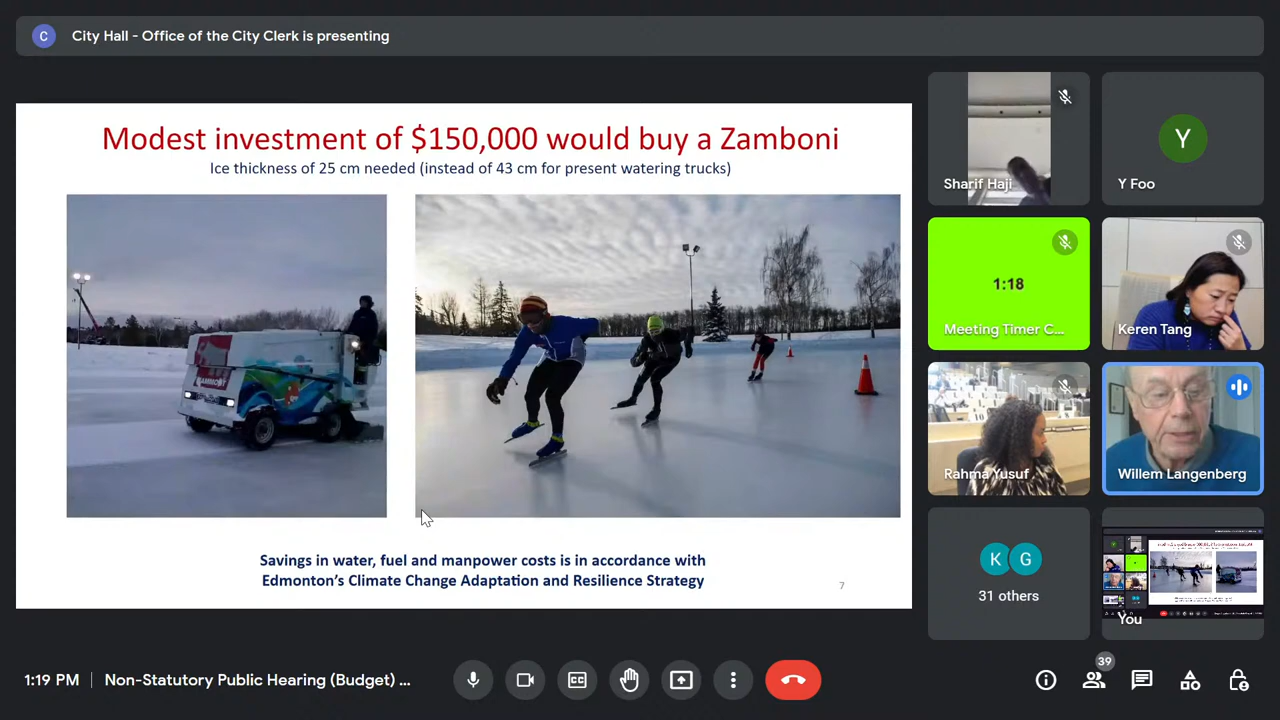 C
City Hall - Office of the City Clerk is presenting
Modest investment of $150,000 would buy a Zamboni
Ice thickness of 25 cm needed (instead of 43 cm for present watering trucks)
ZAMBONI
Savings in water, fuel and manpower costs is in accordance with
Edmonton's Climate Change Adaptation and Resilience Strategy
7
Sharif Haji
Y
Y Foo
1:18
Meeting Timer C...
Keren Tang
Rahma Yusuf
Willem Langenberg
K G
31 others
You
1:19 PM | Non-Statutory Public Hearing (Budget) ...
CC
39